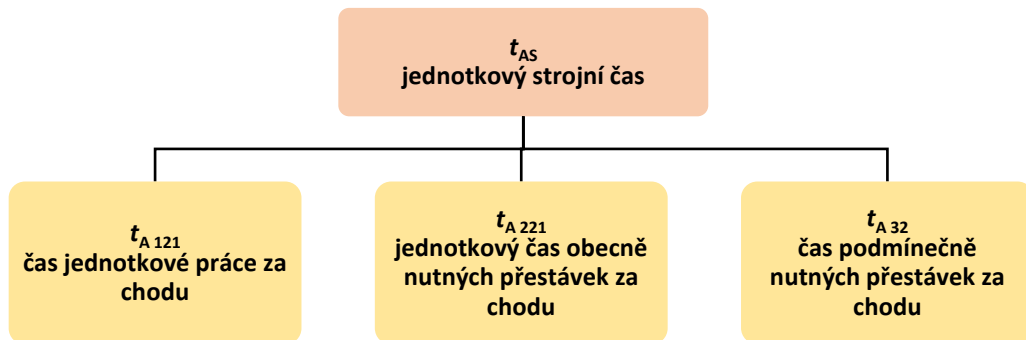 tAS
jednotkový strojní čas
tA 121
čas jednotkové práce za
chodu
tA 221
jednotkový čas obecně
nutných přestávek za
chodu
tA 32
čas podmínečně
nutných přestávek za
chodu